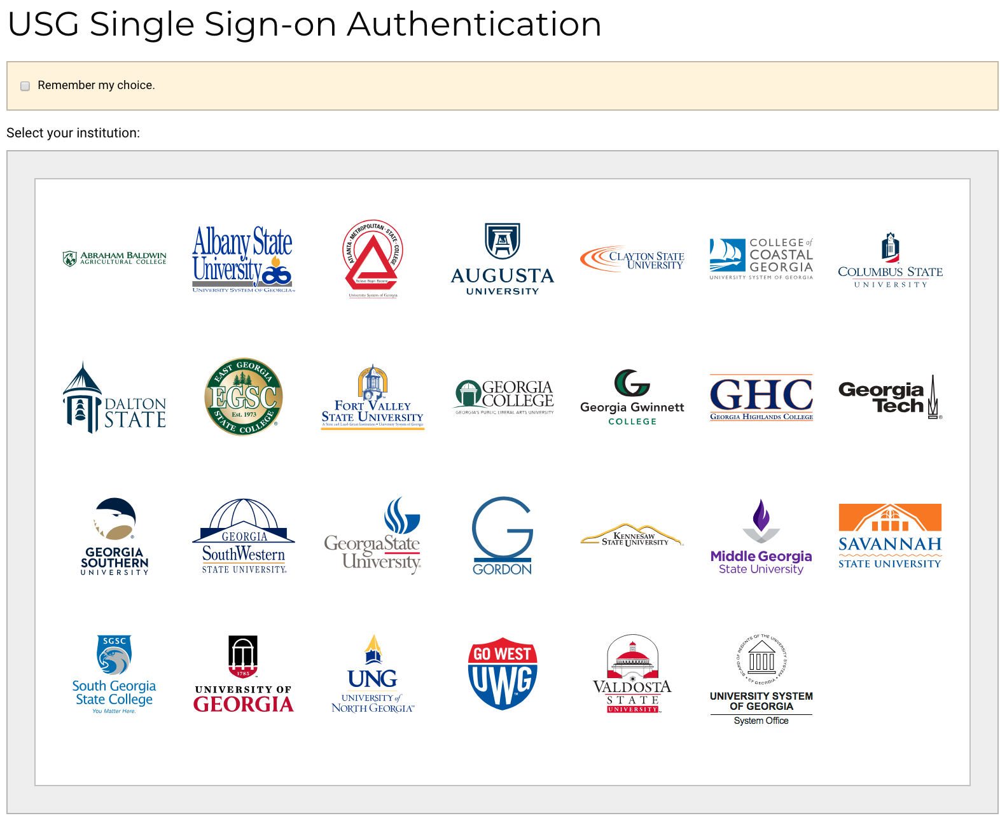 USG Single Sign-on Authentication
Remember my choice.
Select your institution:
ABRAHAM BALDWIN
AGRICULTURAL COLLEGE
Albany State
University
UNIVERSITY SYSTEM OF GEORGIA™
ATLANTA · METROPOLITAN · STATE · COLLEGE
Believe · Begin · Become
University System of Georgia
AUGUSTA
UNIVERSITY
CLAYTON STATE
UNIVERSITY
COLLEGE of
COASTAL
GEORGIA
UNIVERSITY SYSTEM OF GEORGIA
COLUMBUS STATE
UNIVERSITY
DALTON
STATE
EAST GEORGIA
EGSC
Est. 1973
STATE COLLEGE
®
FORT VALLEY
STATE UNIVERSITY
A State and Land-Grant Institution • University System of Georgia
GEORGIA
COLLEGE
GEORGIA'S PUBLIC LIBERAL ARTS UNIVERSITY
Georgia Gwinnett
COLLEGE
GHC
GEORGIA HIGHLANDS COLLEGE
Georgia
Tech
®
®
GEORGIA
SOUTHERN
UNIVERSITY
GEORGIA
SouthWestern
STATE UNIVERSITY®
GeorgiaState
University®
G
GORDON
KENNESAW
STATE UNIVERSITY
Middle Georgia
State University
SAVANNAH
STATE UNIVERSITY
SGSC
South Georgia
State College
You Matter Here.
1785
UNIVERSITY OF
GEORGIA
UNG
UNIVERSITY of
NORTH GEORGIA™
GO WEST
UWG
™
VALDOSTA
STATE
UNIVERSITY
BOARD OF REGENTS OF THE UNIVERSITY SYSTEM • OF GEORGIA •
UNIVERSITY SYSTEM
OF GEORGIA
System Office